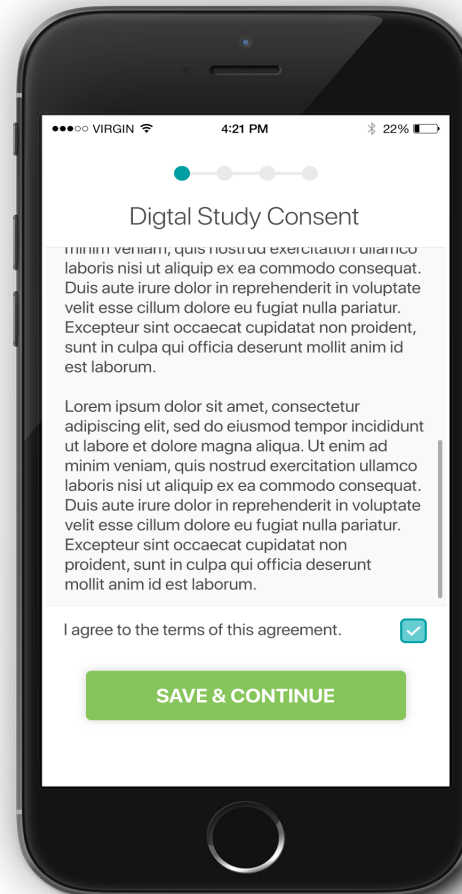 ●●●○○ VIRGIN 4:21 PM 22%
Digtal Study Consent
minim veniam, quis nostrud exercitation ullamco
laboris nisi ut aliquip ex ea commodo consequat.
Duis aute irure dolor in reprehenderit in voluptate
velit esse cillum dolore eu fugiat nulla pariatur.
Excepteur sint occaecat cupidatat non proident,
sunt in culpa qui officia deserunt mollit anim id
est laborum.
Lorem ipsum dolor sit amet, consectetur
adipiscing elit, sed do eiusmod tempor incididunt
ut labore et dolore magna aliqua. Ut enim ad
minim veniam, quis nostrud exercitation ullamco
laboris nisi ut aliquip ex ea commodo consequat.
Duis aute irure dolor in reprehenderit in voluptate
velit esse cillum dolore eu fugiat nulla pariatur.
Excepteur sint occaecat cupidatat non
proident, sunt in culpa qui officia deserunt
mollit anim id est laborum.
I agree to the terms of this agreement.
SAVE & CONTINUE